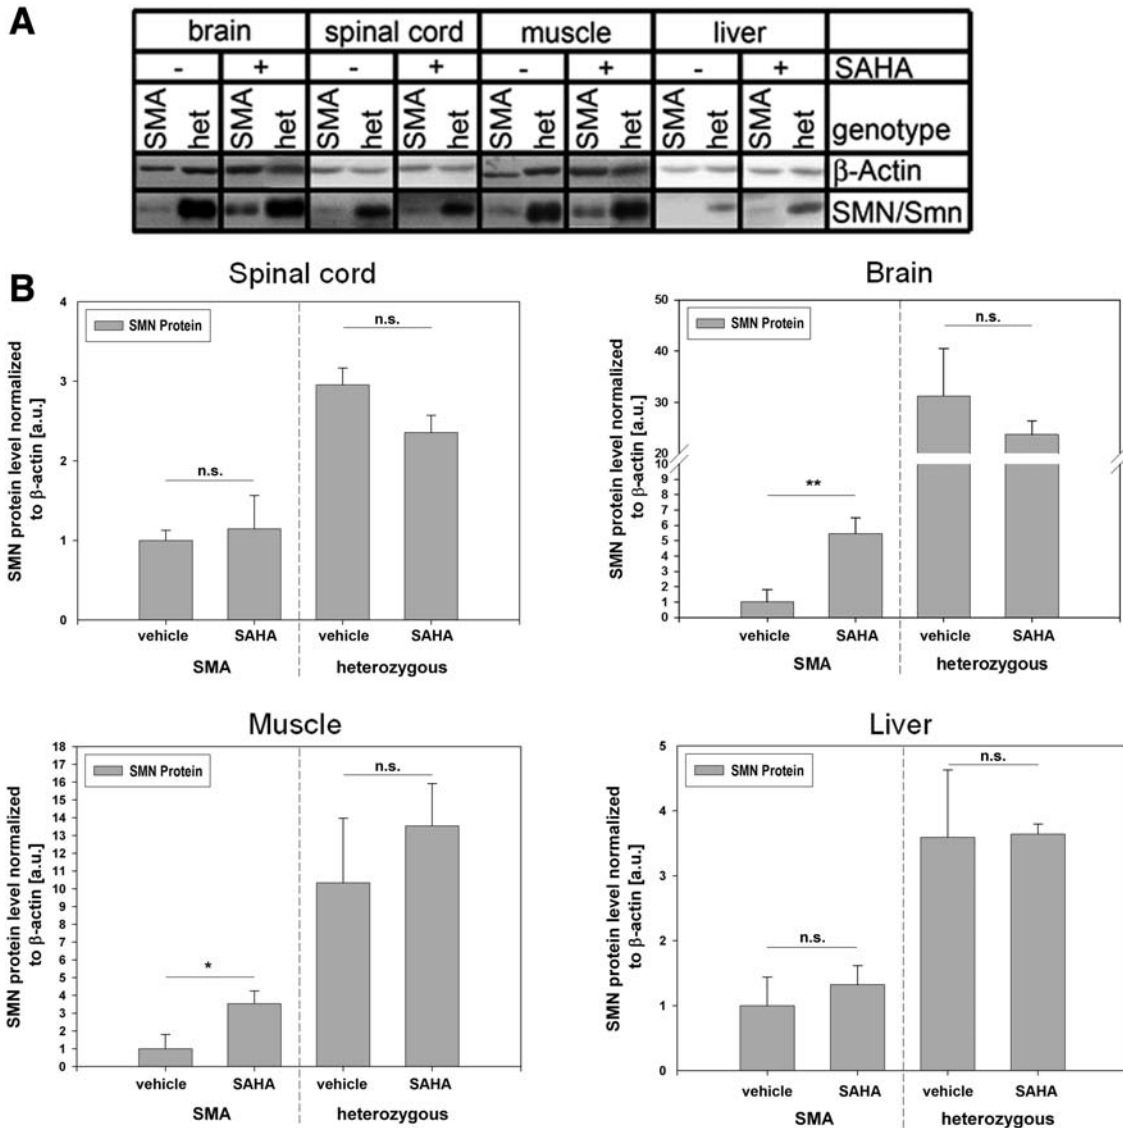 A
brain spinal cord muscle liver
- + - + - + - + SAHA
SMA het SMA het SMA het SMA het SMA het SMA het SMA het SMA het genotype
β-Actin
SMN/Smn
B
Spinal cord
SMN Protein
SMN protein level normalized
to β-actin [a.u.]
4
3
2
1
0
n.s.
n.s.
vehicle SAHA vehicle SAHA
SMA heterozygous
Brain
SMN Protein
SMN protein level normalized
to β-actin [a.u.]
50
40
30
20
10
9
8
7
6
5
4
3
2
1
0
n.s.
**
vehicle SAHA vehicle SAHA
SMA heterozygous
Muscle
SMN Protein
SMN protein level normalized
to β-actin [a.u.]
18
17
16
15
14
13
12
11
10
9
8
7
6
5
4
3
2
1
0
n.s.
*
vehicle SAHA vehicle SAHA
SMA heterozygous
Liver
SMN Protein
SMN protein level normalized
to β-actin [a.u.]
5
4
3
2
1
0
n.s.
n.s.
vehicle SAHA vehicle SAHA
SMA heterozygous